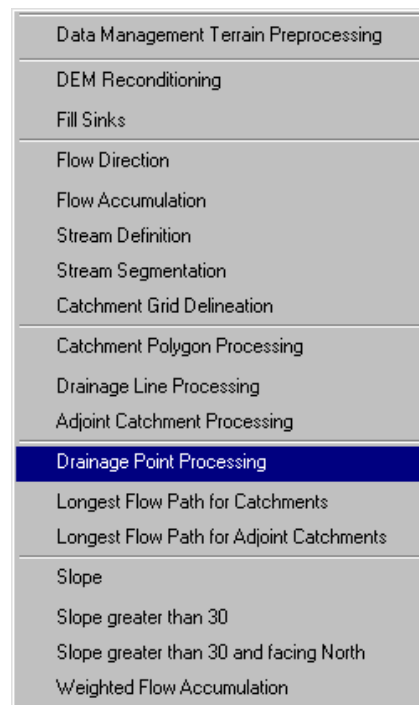 Data Management Terrain Preprocessing
DEM Reconditioning
Fill Sinks
Flow Direction
Flow Accumulation
Stream Definition
Stream Segmentation
Catchment Grid Delineation
Catchment Polygon Processing
Drainage Line Processing
Adjoint Catchment Processing
Drainage Point Processing
Longest Flow Path for Catchments
Longest Flow Path for Adjoint Catchments
Slope
Slope greater than 30
Slope greater than 30 and facing North
Weighted Flow Accumulation